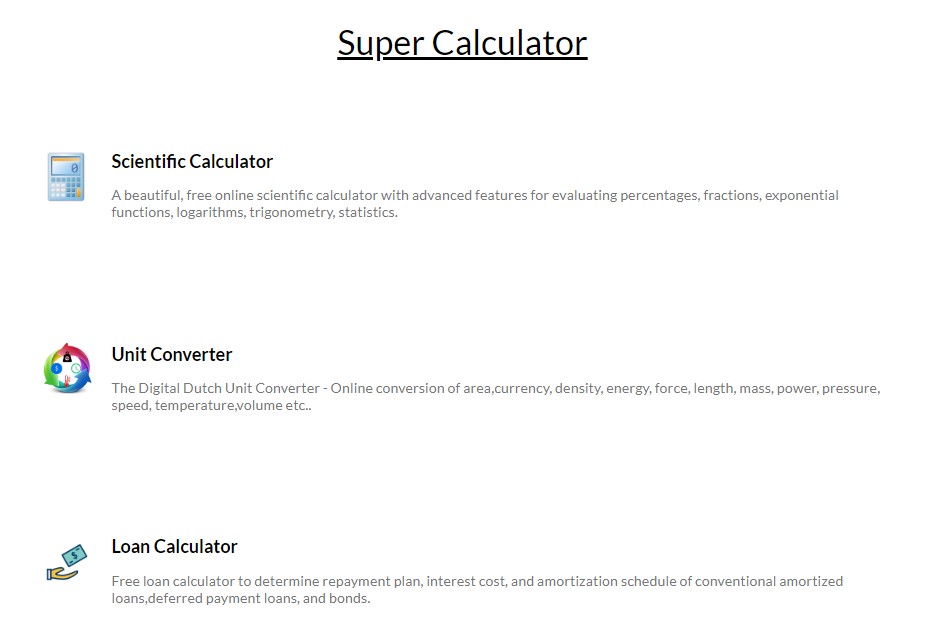 Super Calculator
Scientific Calculator
A beautiful, free online scientific calculator with advanced features for evaluating percentages, fractions, exponential
functions, logarithms, trigonometry, statistics.
Unit Converter
The Digital Dutch Unit Converter - Online conversion of area,currency, density, energy, force, length, mass, power, pressure,
speed, temperature,volume etc..
Loan Calculator
Free loan calculator to determine repayment plan, interest cost, and amortization schedule of conventional amortized
loans,deferred payment loans, and bonds.